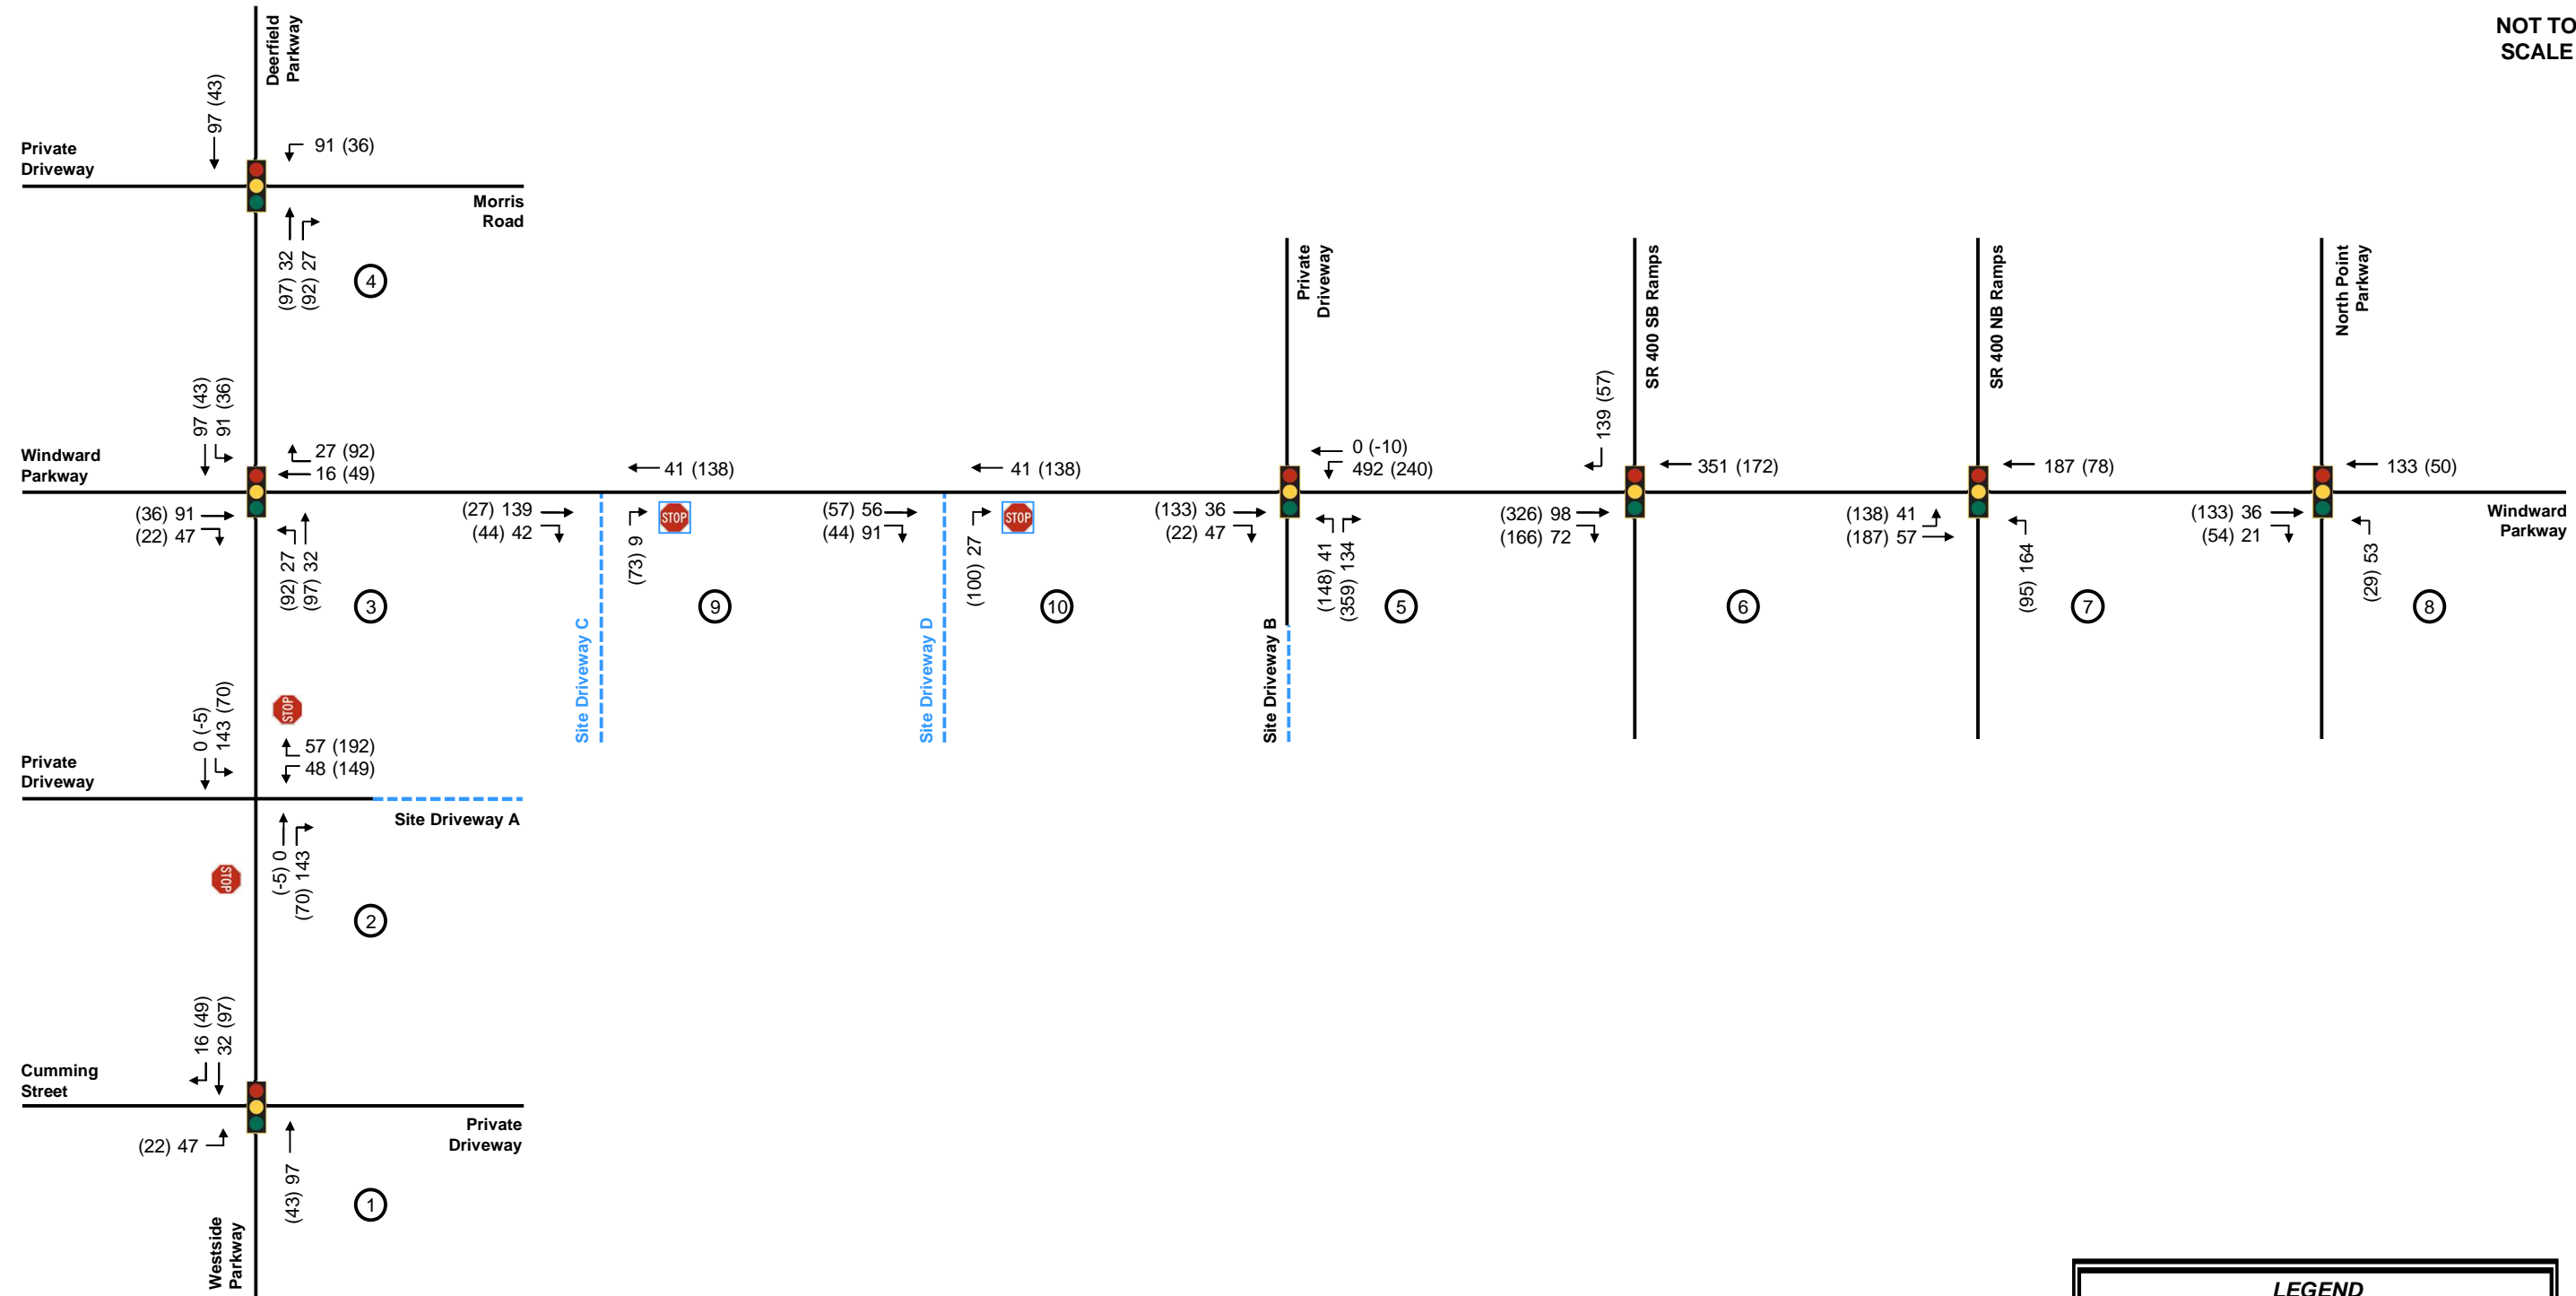 NOT TO
SCALE
Deerfield
Parkway
97 (43)
Private
Driveway
91 (36)
Morris
Road
(97) 32
(92) 27
4
Private
Driveway
SR 400 SB Ramps
SR 400 NB Ramps
North Point
Parkway
97 (43)
91 (36)
Windward
Parkway
27 (92)
16 (49)
(36) 91
(22) 47
(92) 27
(97) 32
3
41 (138)
(27) 139
(44) 42
(73) 9
STOP
9
Site Driveway C
41 (138)
(57) 56
(44) 91
(100) 27
STOP
10
Site Driveway D
0 (-10)
492 (240)
(133) 36
(22) 47
(148) 41
(359) 134
5
Site Driveway B
139 (57)
351 (172)
(326) 98
(166) 72
6
187 (78)
(138) 41
(187) 57
(95) 164
7
133 (50)
(133) 36
(54) 21
(29) 53
8
Windward
Parkway
0 (-5)
143 (70)
STOP
57 (192)
48 (149)
Private
Driveway
Site Driveway A
(-5) 0
(70) 143
STOP
2
16 (49)
32 (97)
Cumming
Street
Private
Driveway
(22) 47
(43) 97
1
Westside
Parkway
LEGEND